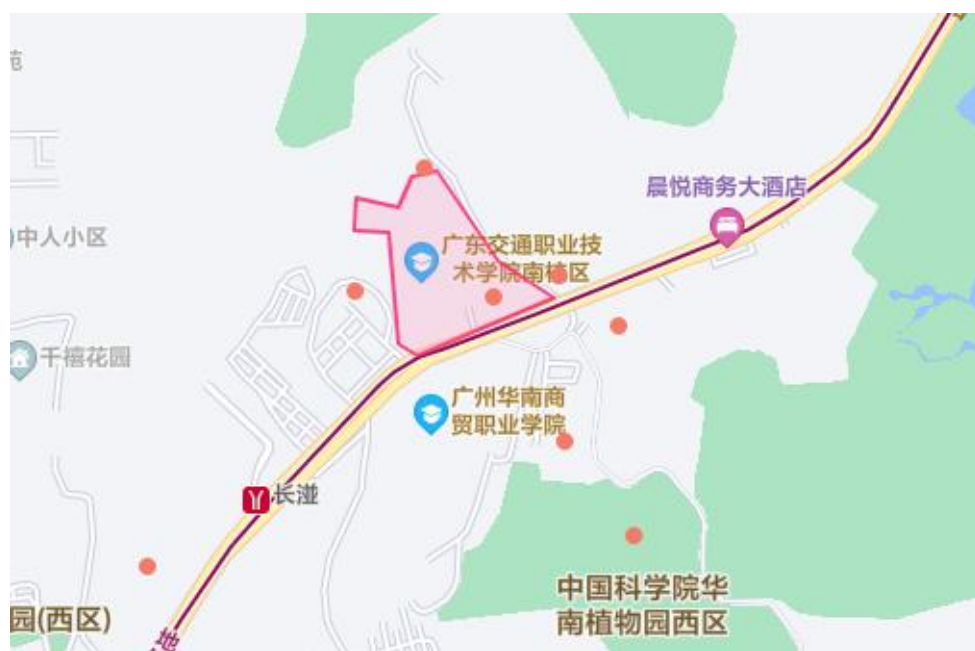 苑
晨悦商务大酒店
中人小区
广东交通职业技
术学院南校区
千禧花园
广州华南商
贸职业学院
长湴
中国科学院华
南植物园西区
园(西区)
地